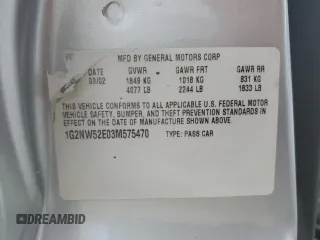 MFD BY GENERAL MOTORS CORP
DATE GVWR GAWR FRT GAWR RR
1849 KG 1018 KG 831 KG
4077 LB 2244 LB 1833 LB
THIS VEHICLE CONFORMS TO ALL APPLICABLE U.S. FEDERAL MOTOR
VEHICLE SAFETY, BUMPER, AND THEFT PREVENTION STANDARDS IN
EFFECT ON THE DATE OF MANUFACTURE SHOWN ABOVE.
1G2NW52E03M575470 TYPE: PASS CAR
DREAMBID